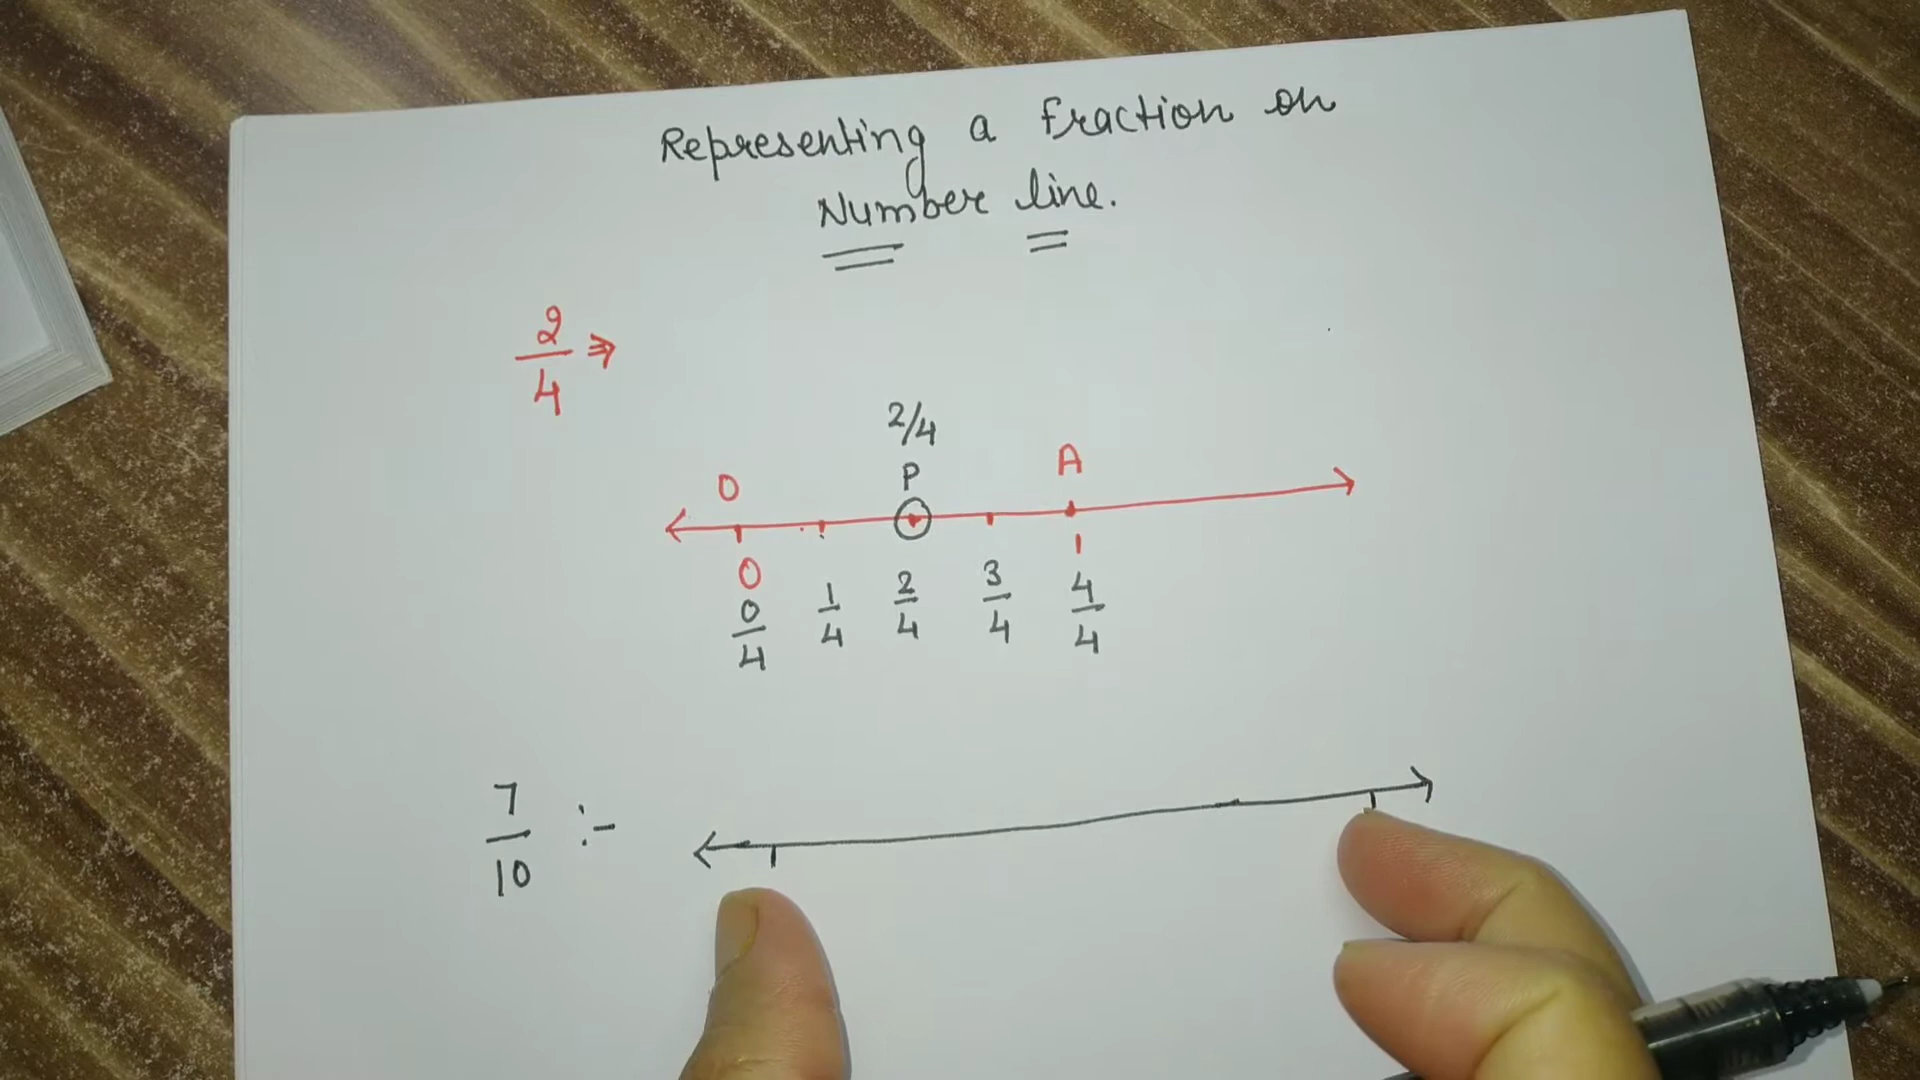 Representing a fraction on
Number line.
2/4 ⇒
2/4
P
O A
0 1
0/4 1/4 2/4 3/4 4/4
7/10 :-